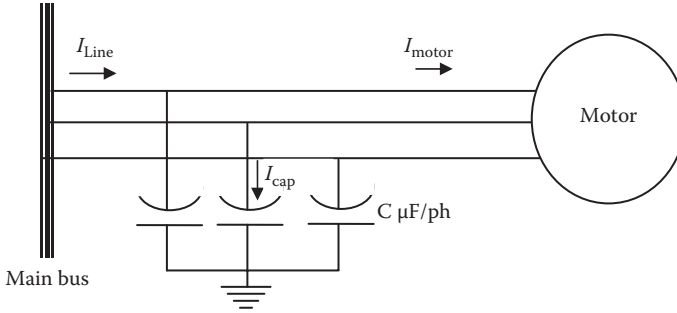 I_Line
I_motor
Motor
I_cap
C µF/ph
Main bus